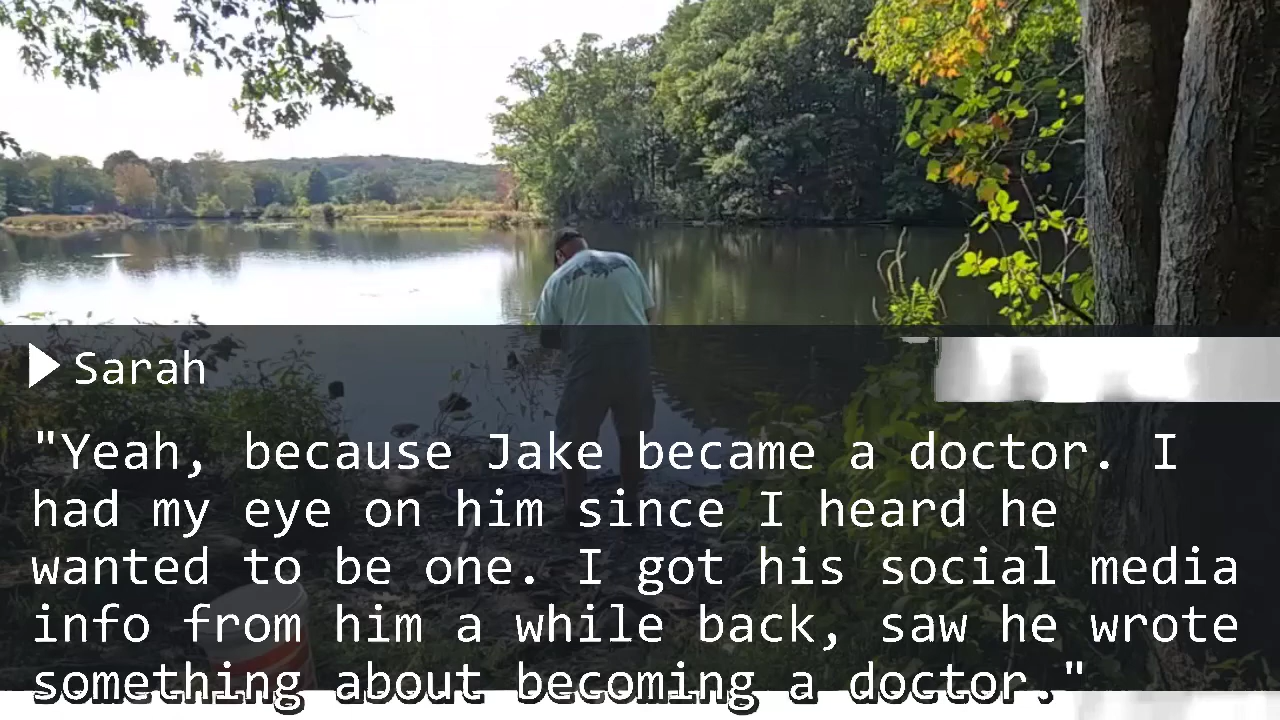 Sarah
"Yeah, because Jake became a doctor. I
had my eye on him since I heard he
wanted to be one. I got his social media
info from him a while back, saw he wrote
something about becoming a doctor."